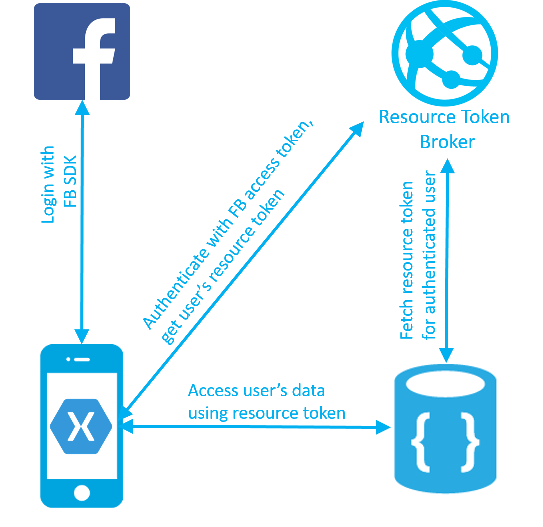 Resource Token
Broker
Login with
FB SDK
Authenticate with FB access token,
get user's resource token
Fetch resource token
for authenticated user
Access user's data
using resource token
{ }